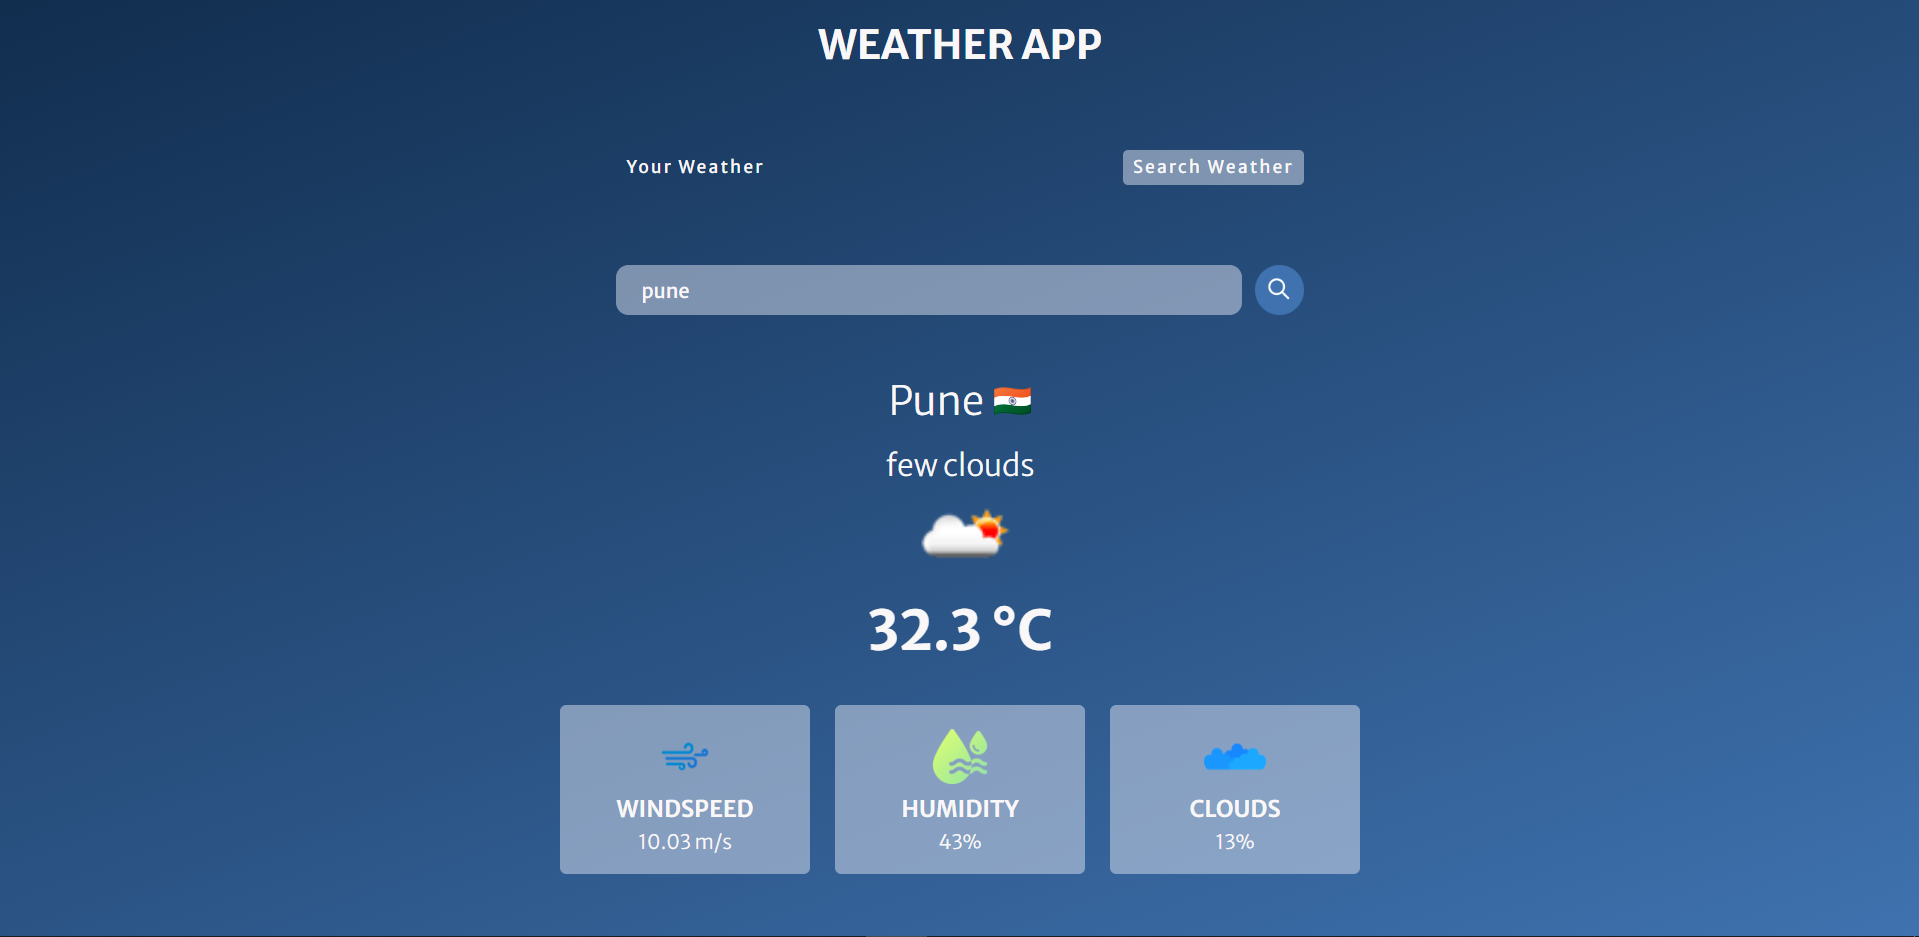 WEATHER APP
Your Weather
Search Weather
pune
Pune
few clouds
32.3 °C
WINDSPEED
10.03 m/s
HUMIDITY
43%
CLOUDS
13%